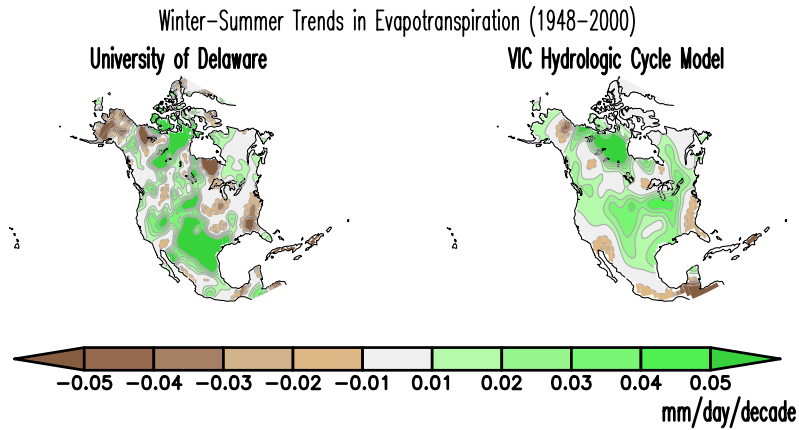 Winter-Summer Trends in Evapotranspiration (1948-2000)
University of Delaware
VIC Hydrologic Cycle Model
-0.05 -0.04 -0.03 -0.02 -0.01 0.01 0.02 0.03 0.04 0.05
mm/day/decade